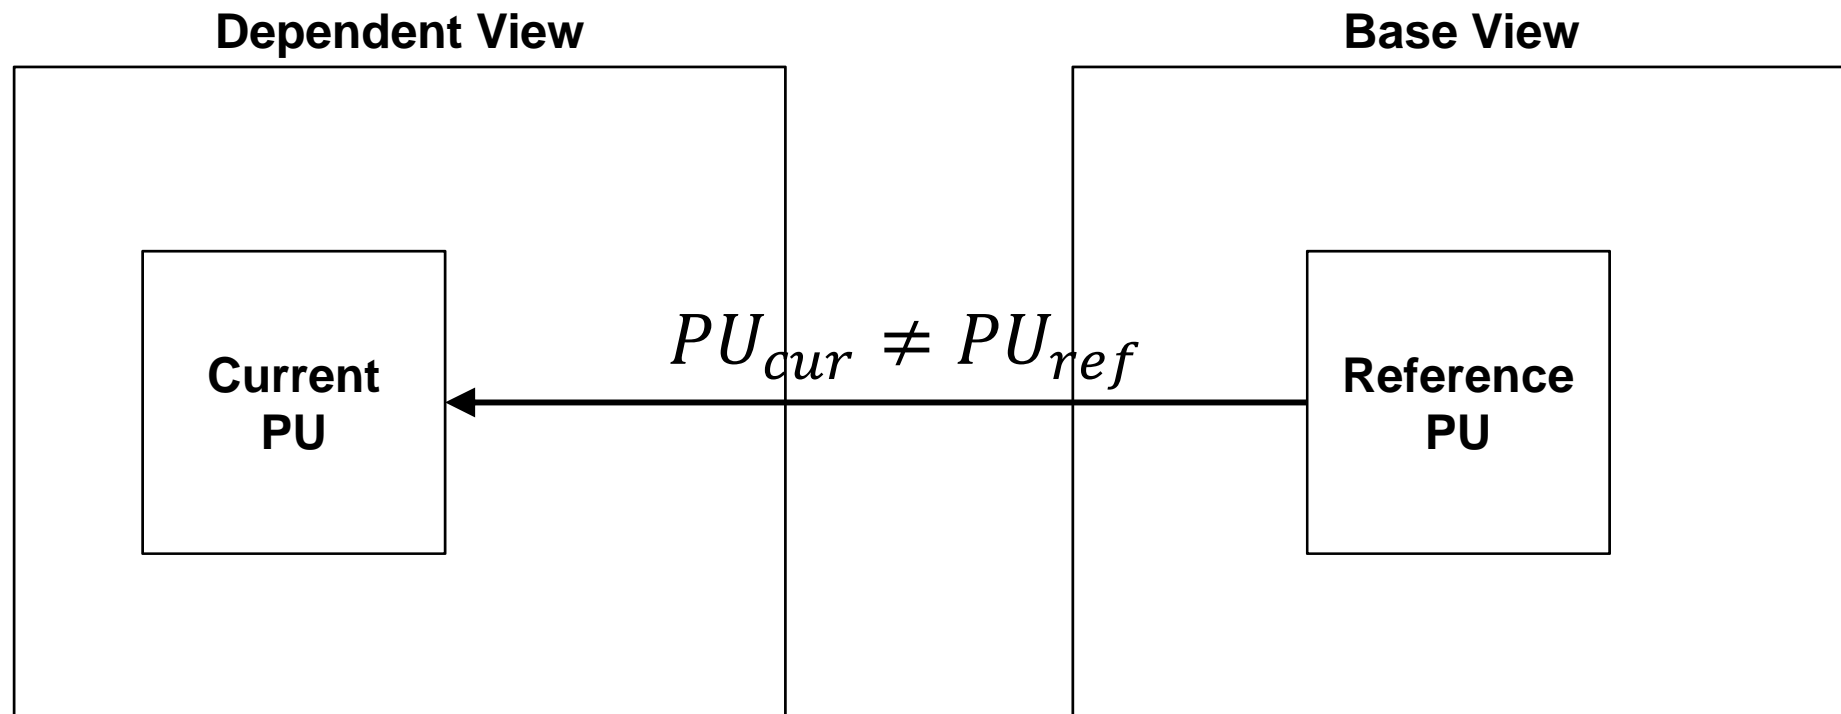 Dependent View
Base View
PU_cur ≠ PU_ref
Current
PU
Reference
PU